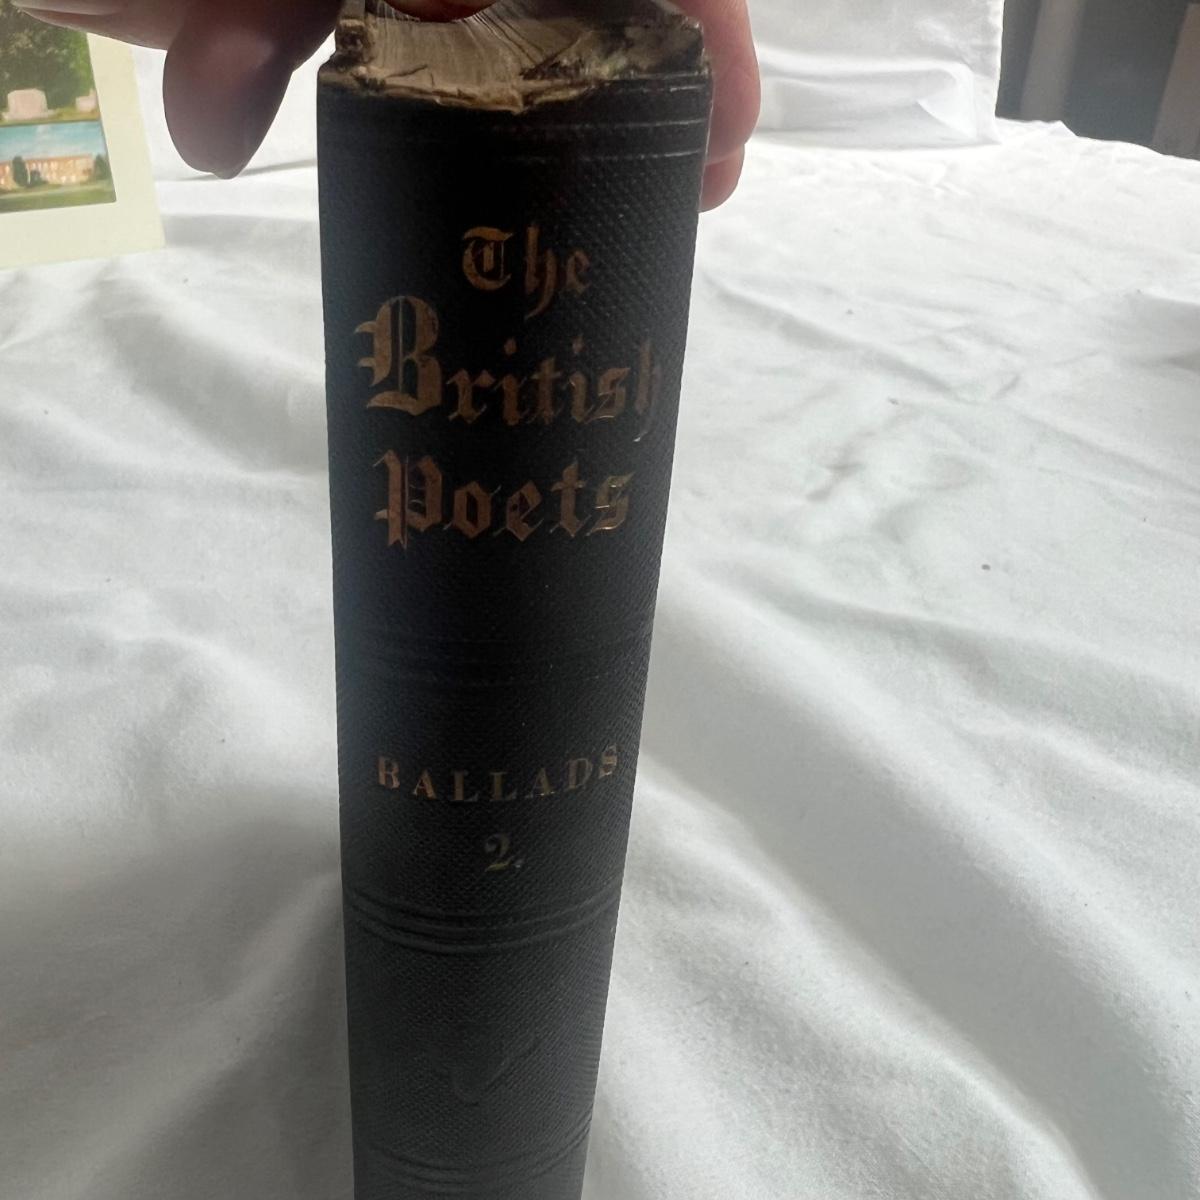 The
British
Poets
BALLADS
2.